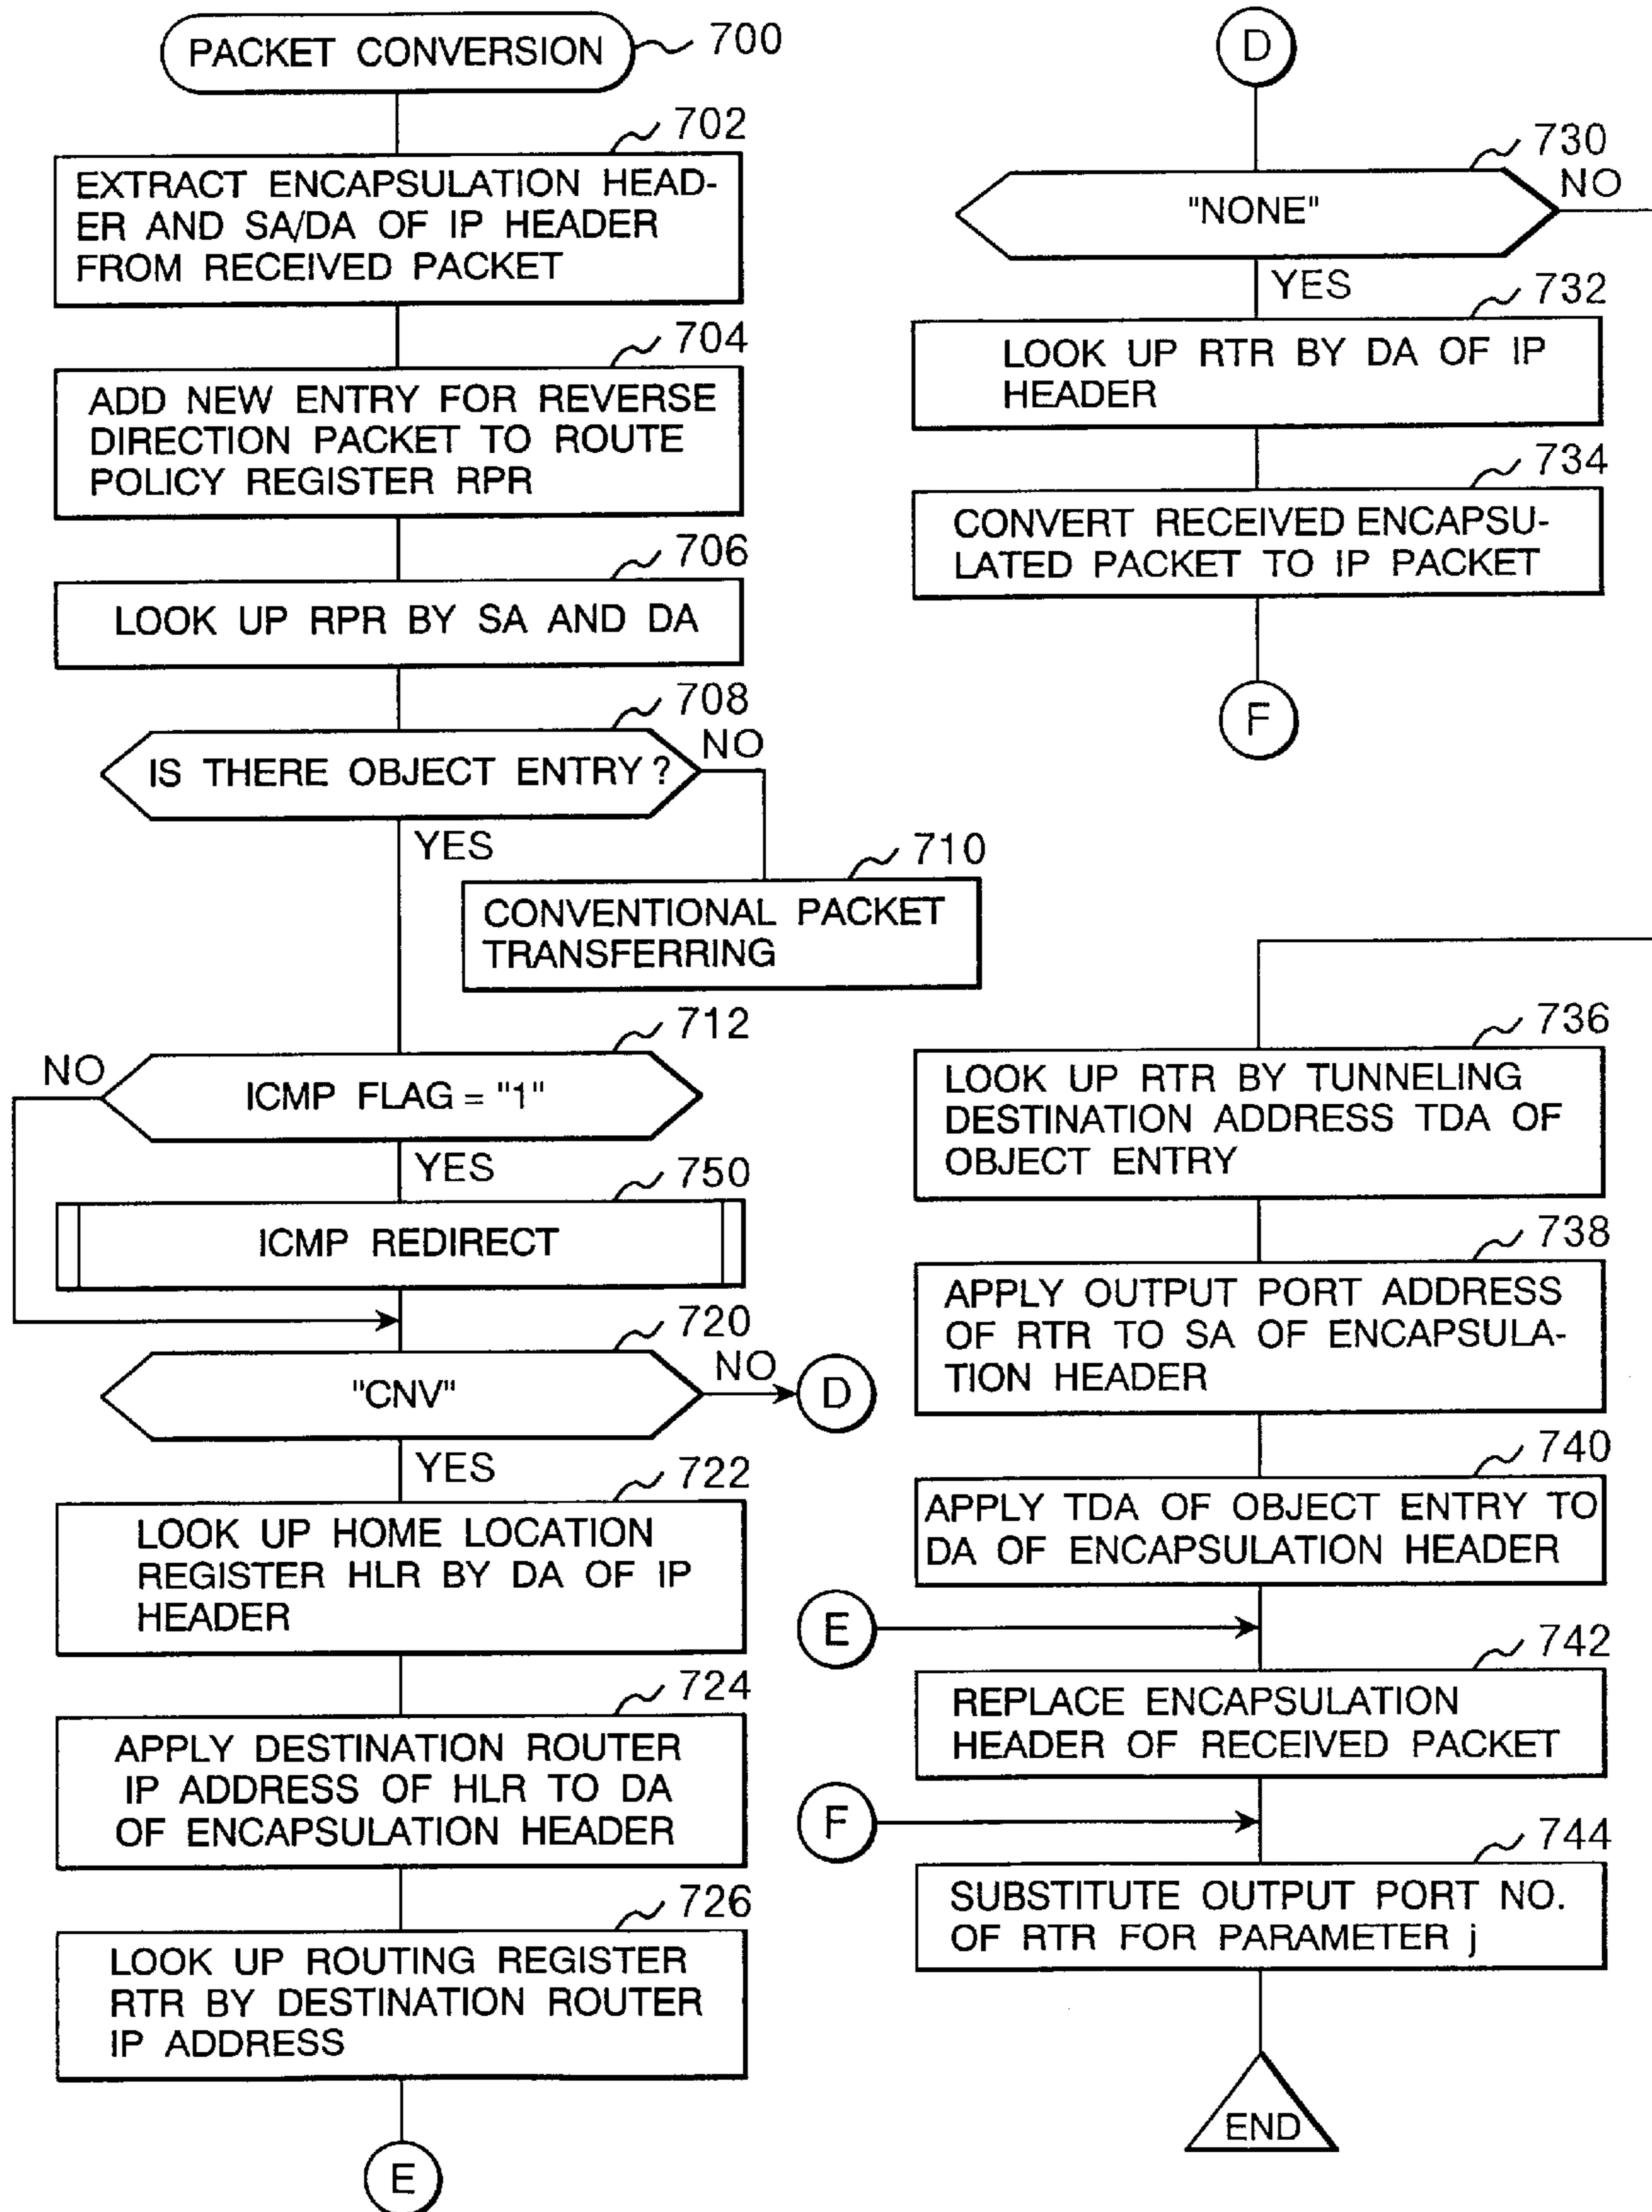 PACKET CONVERSION
700
702
EXTRACT ENCAPSULATION HEAD-
ER AND SA/DA OF IP HEADER
FROM RECEIVED PACKET
704
ADD NEW ENTRY FOR REVERSE
DIRECTION PACKET TO ROUTE
POLICY REGISTER RPR
706
LOOK UP RPR BY SA AND DA
708
IS THERE OBJECT ENTRY ?
NO
YES
710
CONVENTIONAL PACKET
TRANSFERRING
712
NO
ICMP FLAG = "1"
YES
750
ICMP REDIRECT
720
"CNV"
NO
D
YES
722
LOOK UP HOME LOCATION
REGISTER HLR BY DA OF IP
HEADER
724
APPLY DESTINATION ROUTER
IP ADDRESS OF HLR TO DA
OF ENCAPSULATION HEADER
726
LOOK UP ROUTING REGISTER
RTR BY DESTINATION ROUTER
IP ADDRESS
E
D
730
"NONE"
NO
YES
732
LOOK UP RTR BY DA OF IP
HEADER
734
CONVERT RECEIVED ENCAPSU-
LATED PACKET TO IP PACKET
F
736
LOOK UP RTR BY TUNNELING
DESTINATION ADDRESS TDA OF
OBJECT ENTRY
738
APPLY OUTPUT PORT ADDRESS
OF RTR TO SA OF ENCAPSULA-
TION HEADER
740
APPLY TDA OF OBJECT ENTRY TO
DA OF ENCAPSULATION HEADER
E
742
REPLACE ENCAPSULATION
HEADER OF RECEIVED PACKET
F
744
SUBSTITUTE OUTPUT PORT NO.
OF RTR FOR PARAMETER j
END